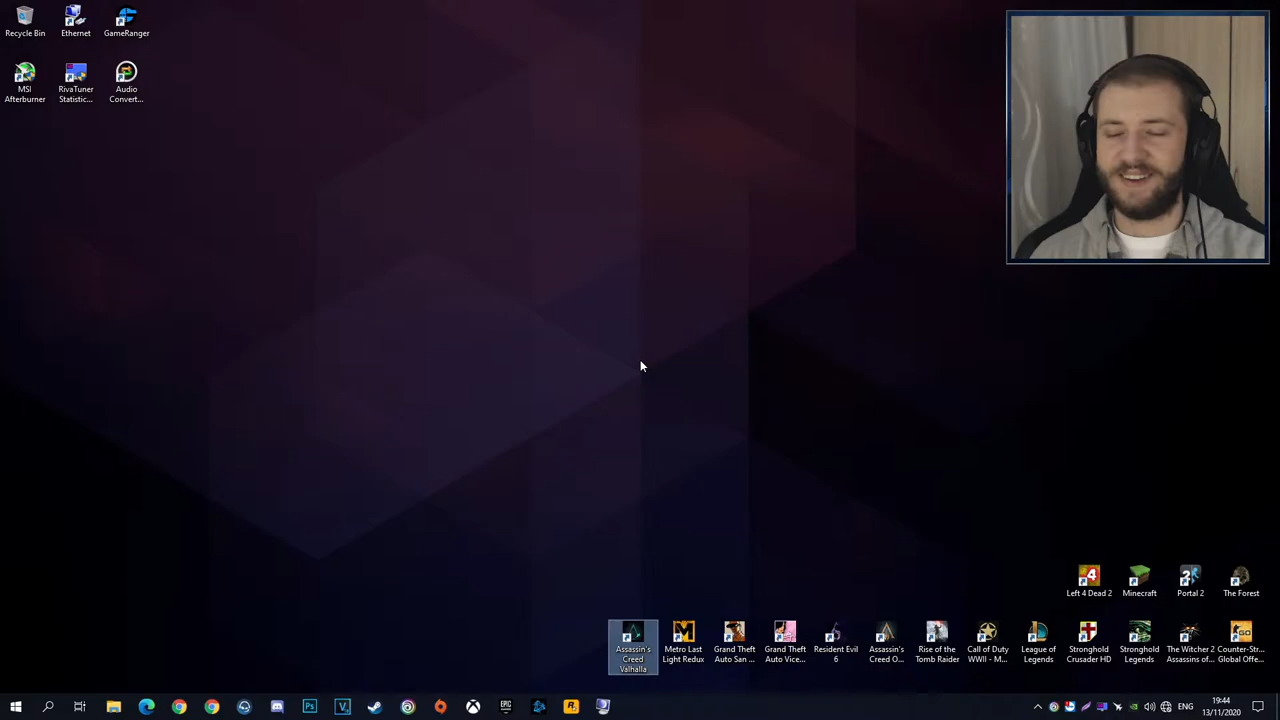 Recycle Bin
Ethernet
GameRanger
MSI
Afterburner
RivaTuner
Statistic...
Audio
Convert...
Left 4 Dead 2
Minecraft
Portal 2
The Forest
Assassin's
Creed
Valhalla
Metro Last
Light Redux
Grand Theft
Auto San ...
Grand Theft
Auto Vice...
Resident Evil
6
Assassin's
Creed O...
Rise of the
Tomb Raider
Call of Duty
WWII - M...
League of
Legends
Stronghold
Crusader HD
Stronghold
Legends
The Witcher 2
Assassins of...
Counter-Str...
Global Offe...
ENG
19:44
13/11/2020